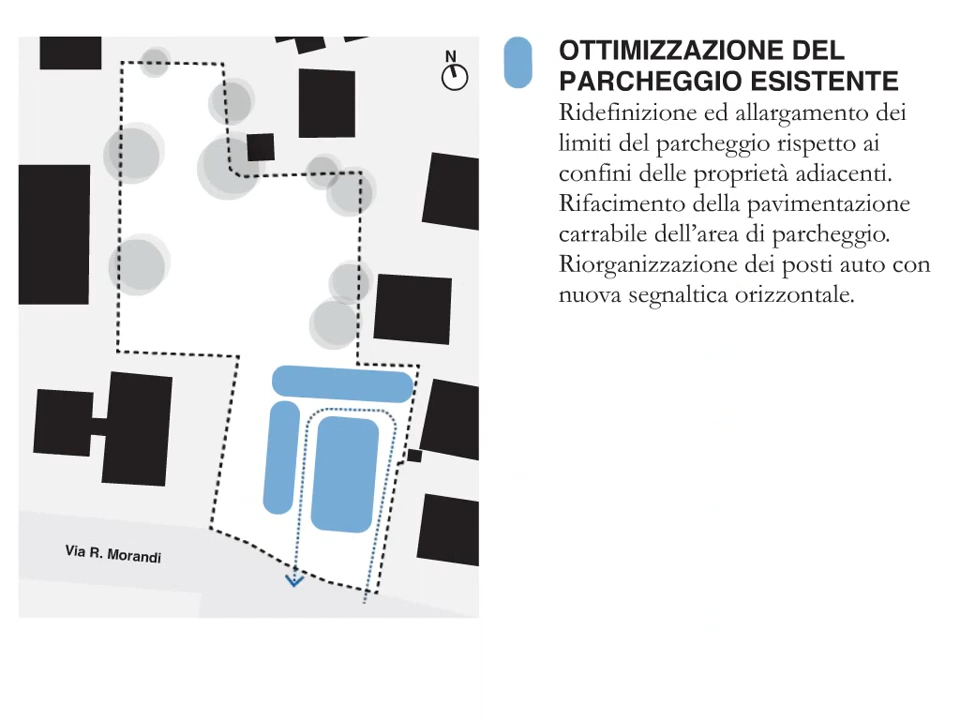 N
OTTIMIZZAZIONE DEL
PARCHEGGIO ESISTENTE
Ridefinizione ed allargamento dei
limiti del parcheggio rispetto ai
confini delle proprietà adiacenti.
Rifacimento della pavimentazione
carrabile dell’area di parcheggio.
Riorganizzazione dei posti auto con
nuova segnaltica orizzontale.
Via R. Morandi